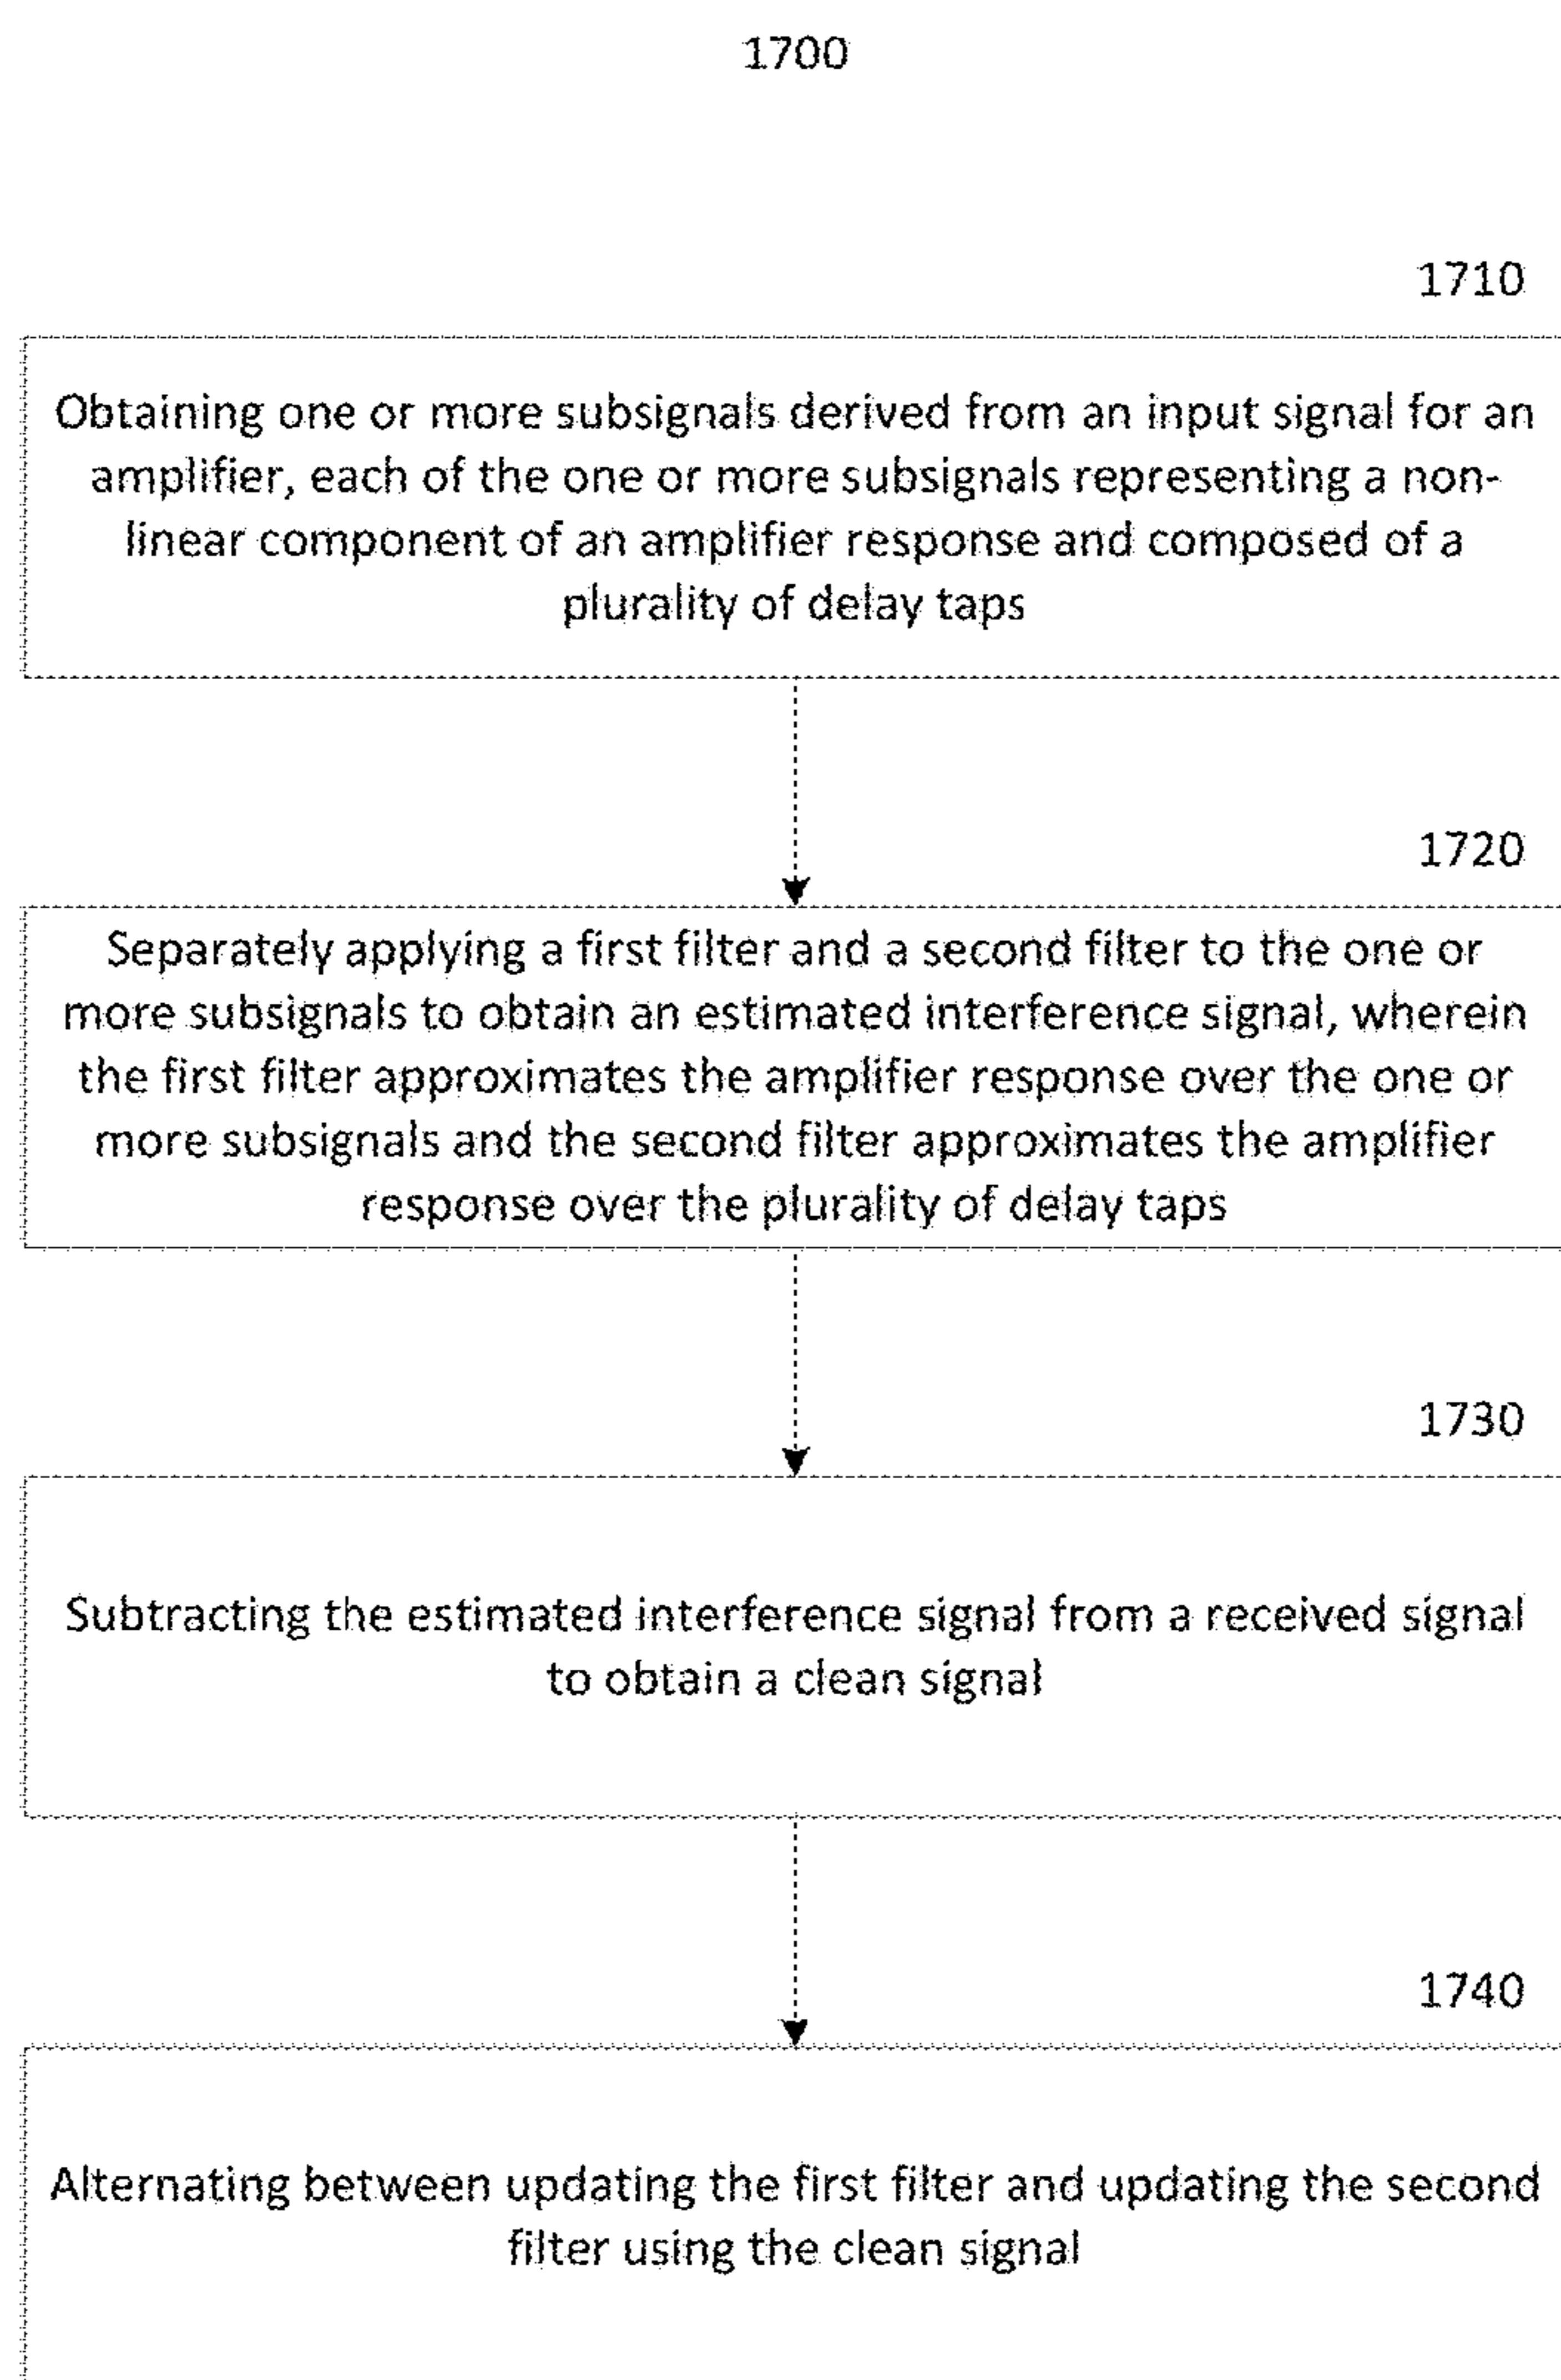 1700
1710
Obtaining one or more subsignals derived from an input signal for an
amplifier, each of the one or more subsignals representing a non-
linear component of an amplifier response and composed of a
plurality of delay taps
1720
Separately applying a first filter and a second filter to the one or
more subsignals to obtain an estimated interference signal, wherein
the first filter approximates the amplifier response over the one or
more subsignals and the second filter approximates the amplifier
response over the plurality of delay taps
1730
Subtracting the estimated interference signal from a received signal
to obtain a clean signal
1740
Alternating between updating the first filter and updating the second
filter using the clean signal